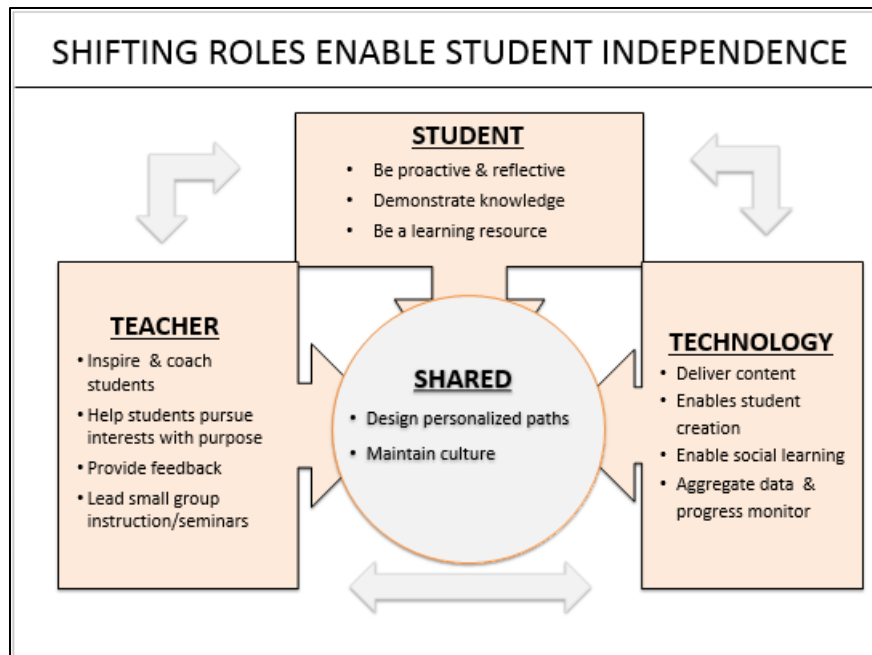 SHIFTING ROLES ENABLE STUDENT INDEPENDENCE
STUDENT
• Be proactive & reflective
• Demonstrate knowledge
• Be a learning resource
TEACHER
• Inspire & coach
students
• Help students pursue
interests with purpose
• Provide feedback
• Lead small group
instruction/seminars
SHARED
• Design personalized paths
• Maintain culture
TECHNOLOGY
• Deliver content
• Enables student
creation
• Enable social learning
• Aggregate data &
progress monitor